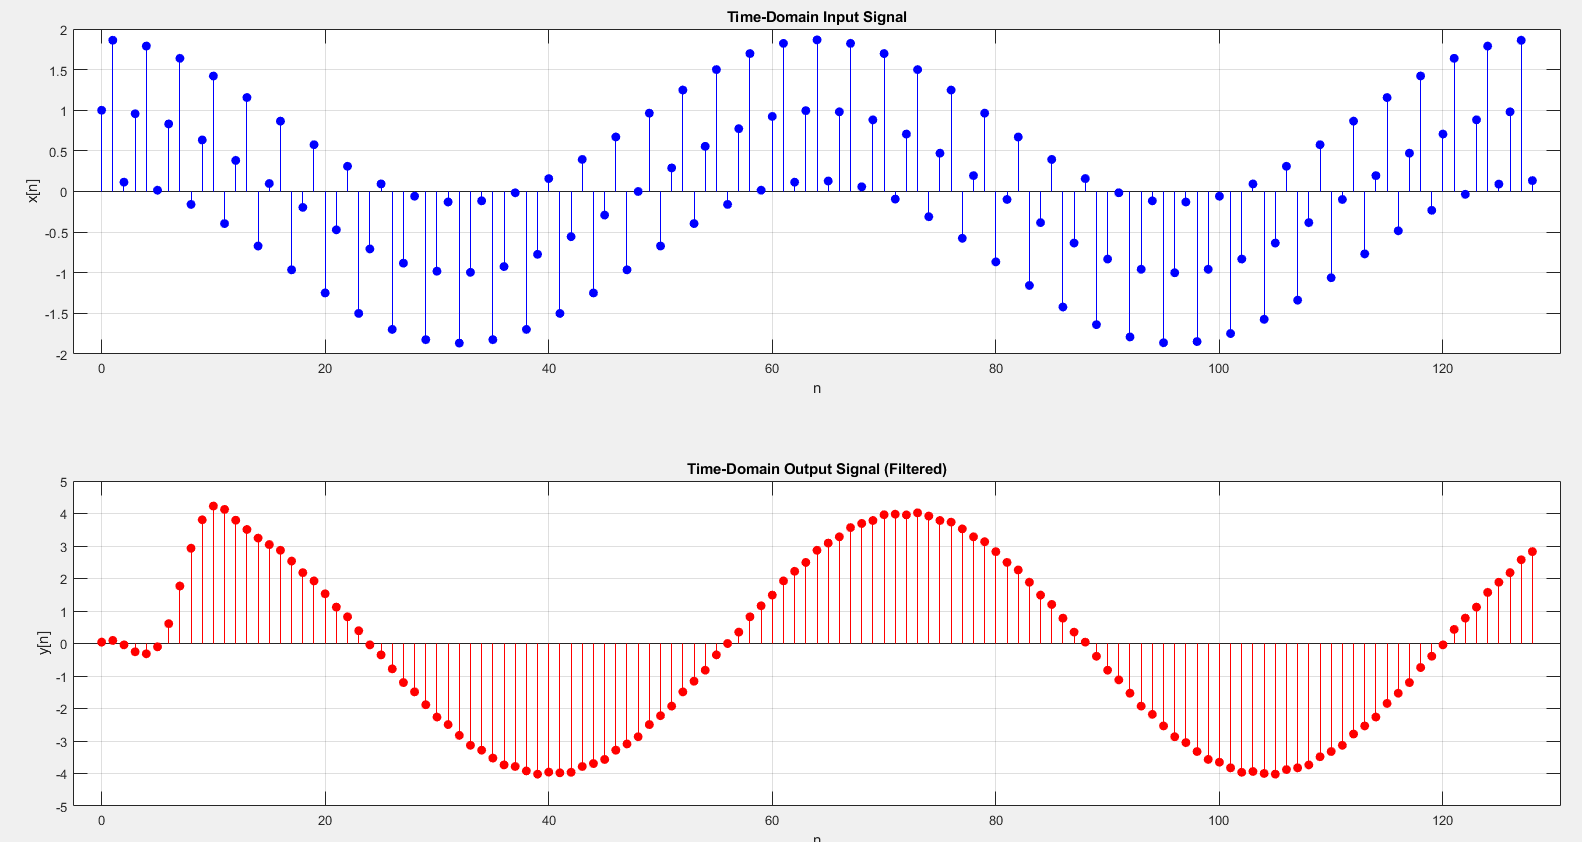 Time-Domain Input Signal
2
1.5
1
0.5
0
-0.5
-1
-1.5
-2
x[n]
0 20 40 60 80 100 120
n
Time-Domain Output Signal (Filtered)
5
4
3
2
1
0
-1
-2
-3
-4
-5
y[n]
0 20 40 60 80 100 120
n